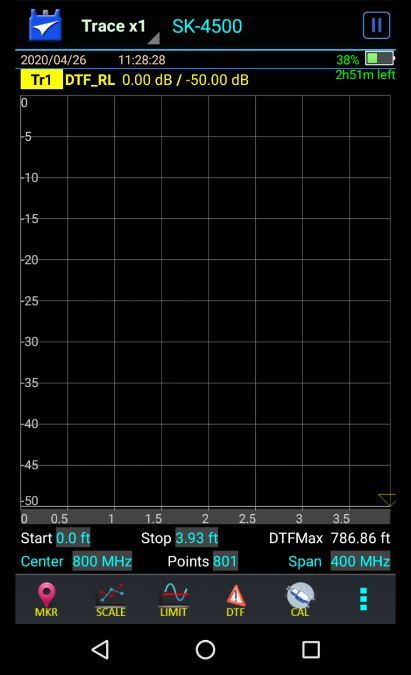 Trace x1 SK-4500
2020/04/26 11:28:28 38%
2h51m left
Tr1 DTF_RL 0.00 dB / -50.00 dB
0
-5
-10
-15
-20
-25
-30
-35
-40
-45
-50
0 0.5 1 1.5 2 2.5 3 3.5
Start 0.0 ft Stop 3.93 ft DTFMax 786.86 ft
Center 800 MHz Points 801 Span 400 MHz
MKR SCALE LIMIT DTF CAL